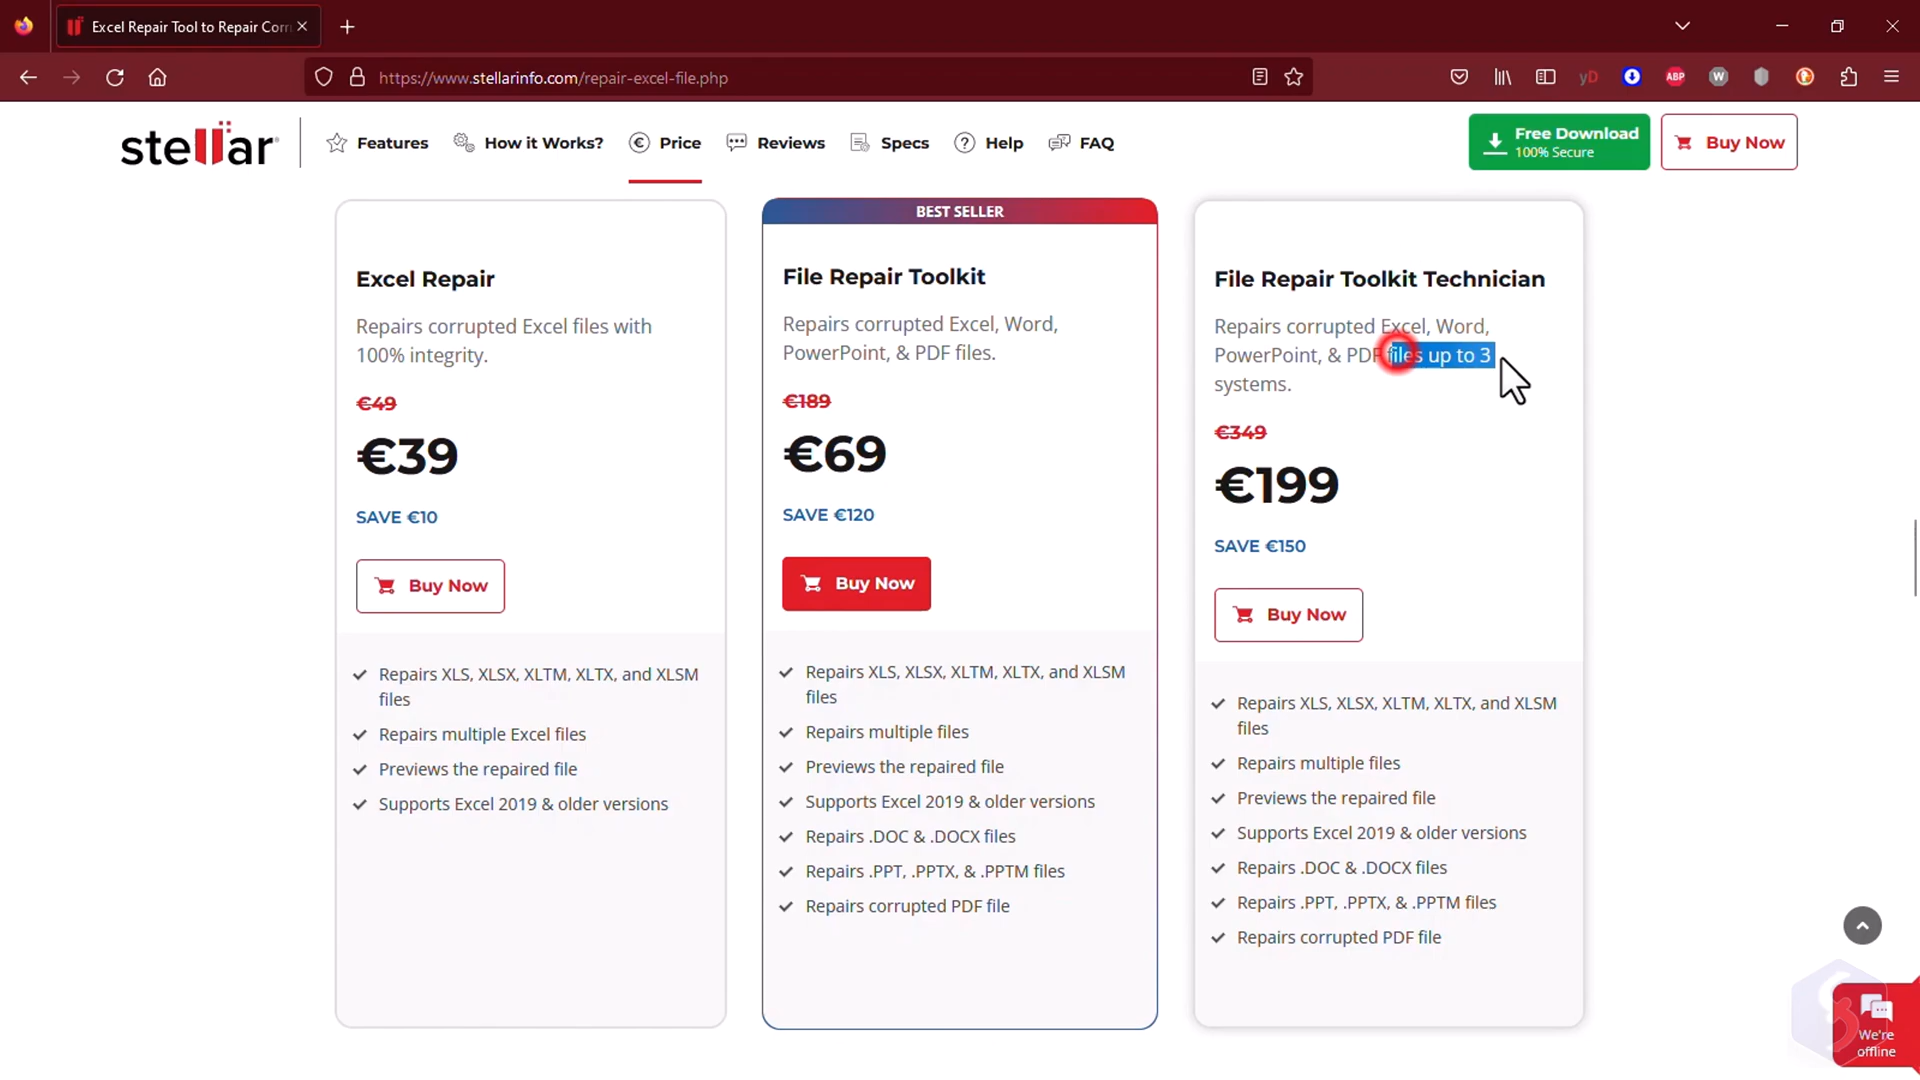 Excel Repair Tool to Repair Corr
https://www.stellarinfo.com/repair-excel-file.php
yD
ABP
W
stellar
Features
How it Works?
€ Price
Reviews
Specs
? Help
FAQ
Free Download
100% Secure
Buy Now
Excel Repair
Repairs corrupted Excel files with
100% integrity.
€49
€39
SAVE €10
Buy Now
Repairs XLS, XLSX, XLTM, XLTX, and XLSM
files
Repairs multiple Excel files
Previews the repaired file
Supports Excel 2019 & older versions
BEST SELLER
File Repair Toolkit
Repairs corrupted Excel, Word,
PowerPoint, & PDF files.
€189
€69
SAVE €120
Buy Now
Repairs XLS, XLSX, XLTM, XLTX, and XLSM
files
Repairs multiple files
Previews the repaired file
Supports Excel 2019 & older versions
Repairs .DOC & .DOCX files
Repairs .PPT, .PPTX, & .PPTM files
Repairs corrupted PDF file
File Repair Toolkit Technician
Repairs corrupted Excel, Word,
PowerPoint, & PDF files up to 3
systems.
€349
€199
SAVE €150
Buy Now
Repairs XLS, XLSX, XLTM, XLTX, and XLSM
files
Repairs multiple files
Previews the repaired file
Supports Excel 2019 & older versions
Repairs .DOC & .DOCX files
Repairs .PPT, .PPTX, & .PPTM files
Repairs corrupted PDF file
We're
offline